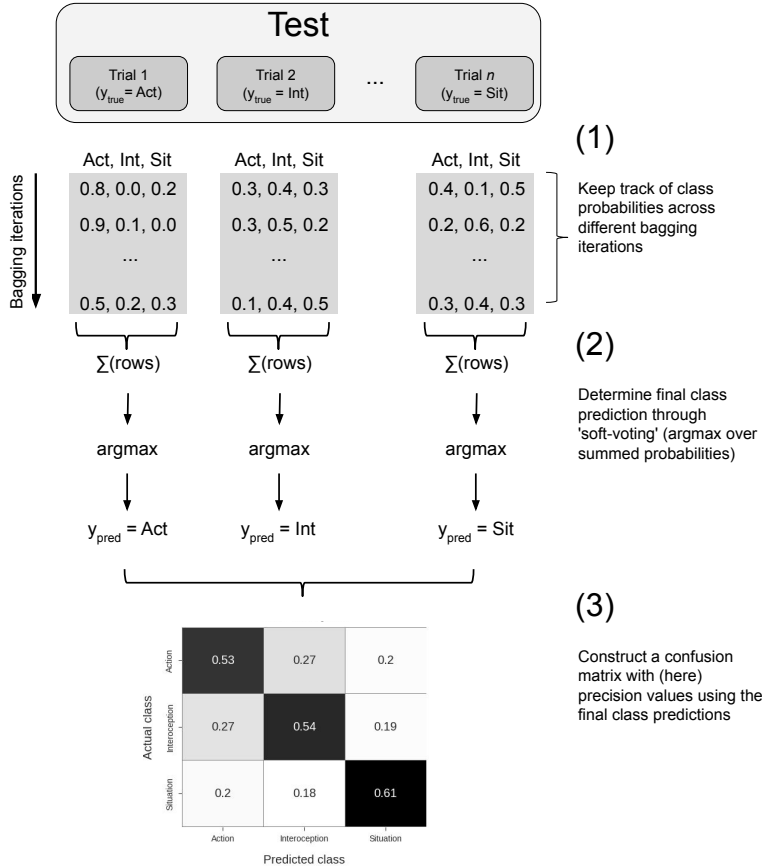 Test
Trial 1
(y_true = Act)
Trial 2
(y_true = Int)
...
Trial n
(y_true = Sit)
Bagging iterations
Act, Int, Sit
0.8, 0.0, 0.2
0.9, 0.1, 0.0
...
0.5, 0.2, 0.3
Act, Int, Sit
0.3, 0.4, 0.3
0.3, 0.5, 0.2
...
0.1, 0.4, 0.5
Act, Int, Sit
0.4, 0.1, 0.5
0.2, 0.6, 0.2
...
0.3, 0.4, 0.3
(1)
Keep track of class
probabilities across
different bagging
iterations
∑(rows)
∑(rows)
∑(rows)
argmax
argmax
argmax
y_pred = Act
y_pred = Int
y_pred = Sit
(2)
Determine final class
prediction through
'soft-voting' (argmax over
summed probabilities)
(3)
Construct a confusion
matrix with (here)
precision values using the
final class predictions
Actual class
Action
0.53 0.27 0.2
Interoception
0.27 0.54 0.19
Situation
0.2 0.18 0.61
Action Interoception Situation
Predicted class